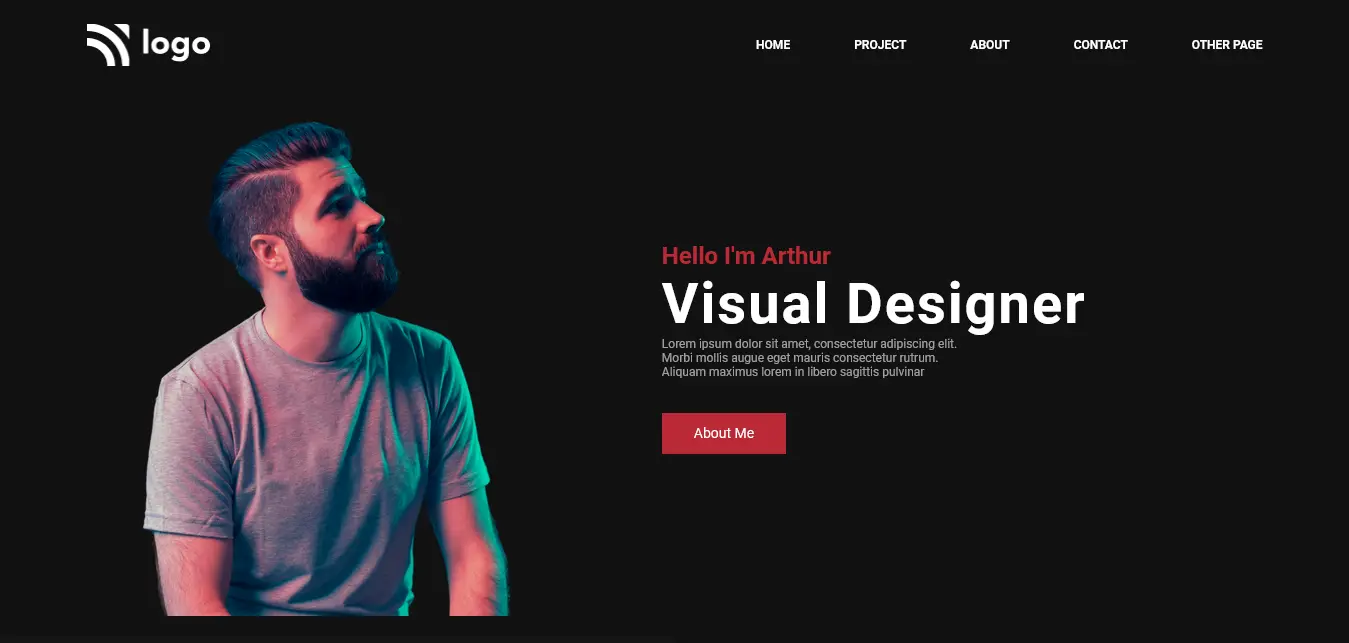 logo
HOME PROJECT ABOUT CONTACT OTHER PAGE
Hello I'm Arthur
Visual Designer
Lorem ipsum dolor sit amet, consectetur adipiscing elit.
Morbi mollis augue eget mauris consectetur rutrum.
Aliquam maximus lorem in libero sagittis pulvinar
About Me